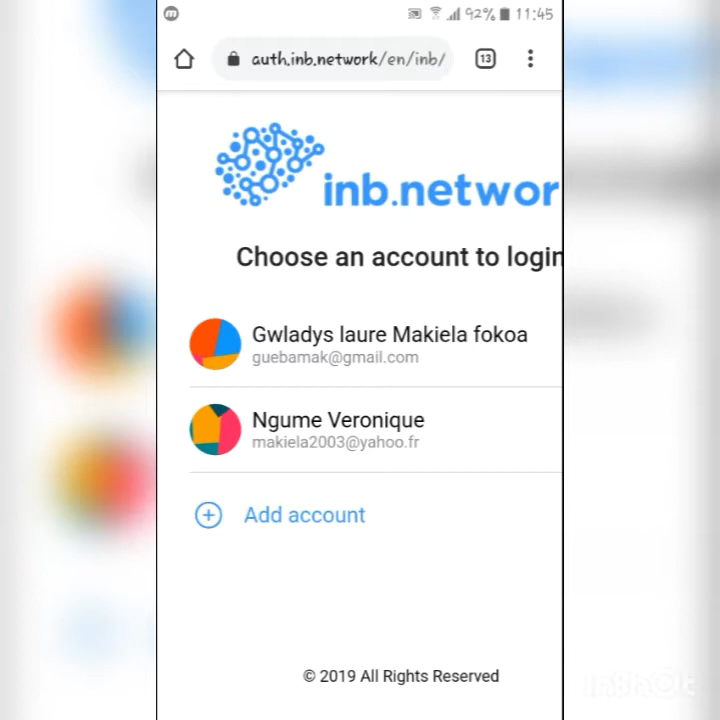 m 92% 11:45
auth.inb.network/en/inb/ 13
inb.networ
Choose an account to login
Gwladys laure Makiela fokoa
guebamak@gmail.com
Ngume Veronique
makiela2003@yahoo.fr
Add account
© 2019 All Rights Reserved